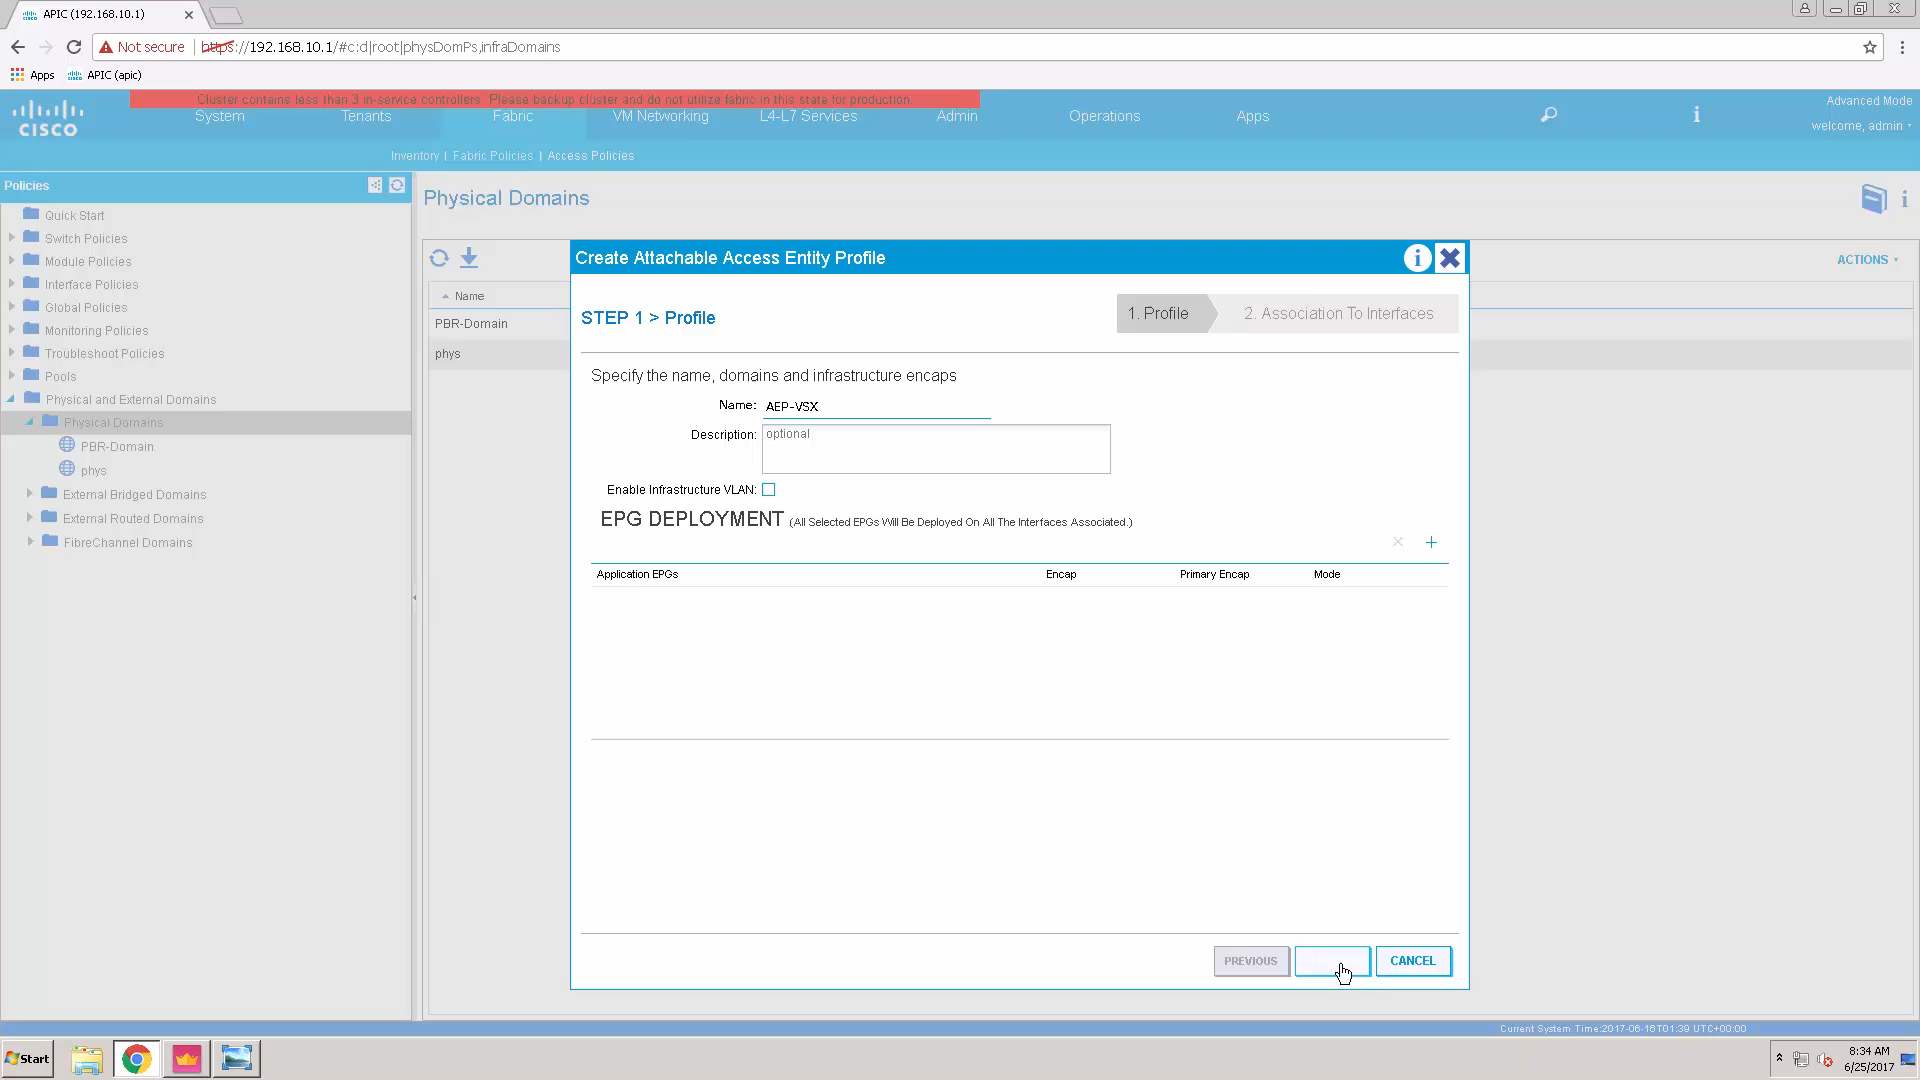 APIC (192.168.10.1)
Not secure https://192.168.10.1/#c:d|root|physDomPs,infraDomains
Apps APIC (apic)
Cluster contains less than 3 in-service controllers. Please backup cluster and do not utilize fabric in this state for production.
CISCO
System Tenants Fabric VM Networking L4-L7 Services Admin Operations Apps
Advanced Mode
welcome, admin
Inventory | Fabric Policies | Access Policies
Policies
Quick Start
Switch Policies
Module Policies
Interface Policies
Global Policies
Monitoring Policies
Troubleshoot Policies
Pools
Physical and External Domains
Physical Domains
PBR-Domain
phys
External Bridged Domains
External Routed Domains
FibreChannel Domains
Physical Domains
ACTIONS
Name
PBR-Domain
phys
Create Attachable Access Entity Profile
STEP 1 > Profile
1. Profile
2. Association To Interfaces
Specify the name, domains and infrastructure encaps
Name: AEP-VSX
Description: optional
Enable Infrastructure VLAN:
EPG DEPLOYMENT (All Selected EPGs Will Be Deployed On All The Interfaces Associated.)
Application EPGs Encap Primary Encap Mode
PREVIOUS CANCEL
Current System Time:2017-06-16T01:39 UTC+00:00
Start
8:34 AM
6/25/2017